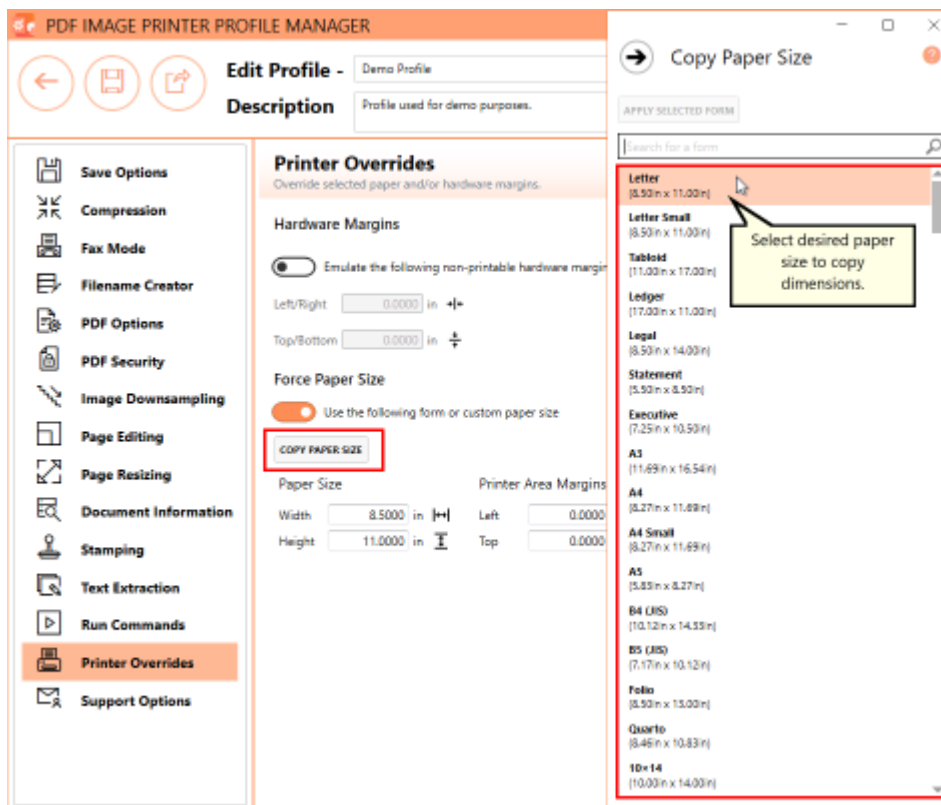 PDF IMAGE PRINTER PROFILE MANAGER
Edit Profile - Demo Profile
Description Profile used for demo purposes.
Save Options
Compression
Fax Mode
Filename Creator
PDF Options
PDF Security
Image Downsampling
Page Editing
Page Resizing
Document Information
Stamping
Text Extraction
Run Commands
Printer Overrides
Support Options
Printer Overrides
Override selected paper and/or hardware margins.
Hardware Margins
Emulate the following non-printable hardware margin
Left/Right 0.0000 in
Top/Bottom 0.0000 in
Force Paper Size
Use the following form or custom paper size
COPY PAPER SIZE
Paper Size Printer Area Margins
Width 8.5000 in Left 0.0000
Height 11.0000 in Top 0.0000
Copy Paper Size
?
APPLY SELECTED FORM
Search for a form
Letter
(8.50in x 11.00in)
Letter Small
(8.50in x 11.00in)
Tabloid
(11.00in x 17.00in)
Ledger
(17.00in x 11.00in)
Legal
(8.50in x 14.00in)
Statement
(5.50in x 8.50in)
Executive
(7.25in x 10.50in)
A3
(11.69in x 16.54in)
A4
(8.27in x 11.69in)
A4 Small
(8.27in x 11.69in)
A5
(5.83in x 8.27in)
B4 (JIS)
(10.12in x 14.33in)
B5 (JIS)
(7.17in x 10.12in)
Folio
(8.50in x 13.00in)
Quarto
(8.46in x 10.83in)
10×14
(10.00in x 14.00in)
Select desired paper
size to copy
dimensions.